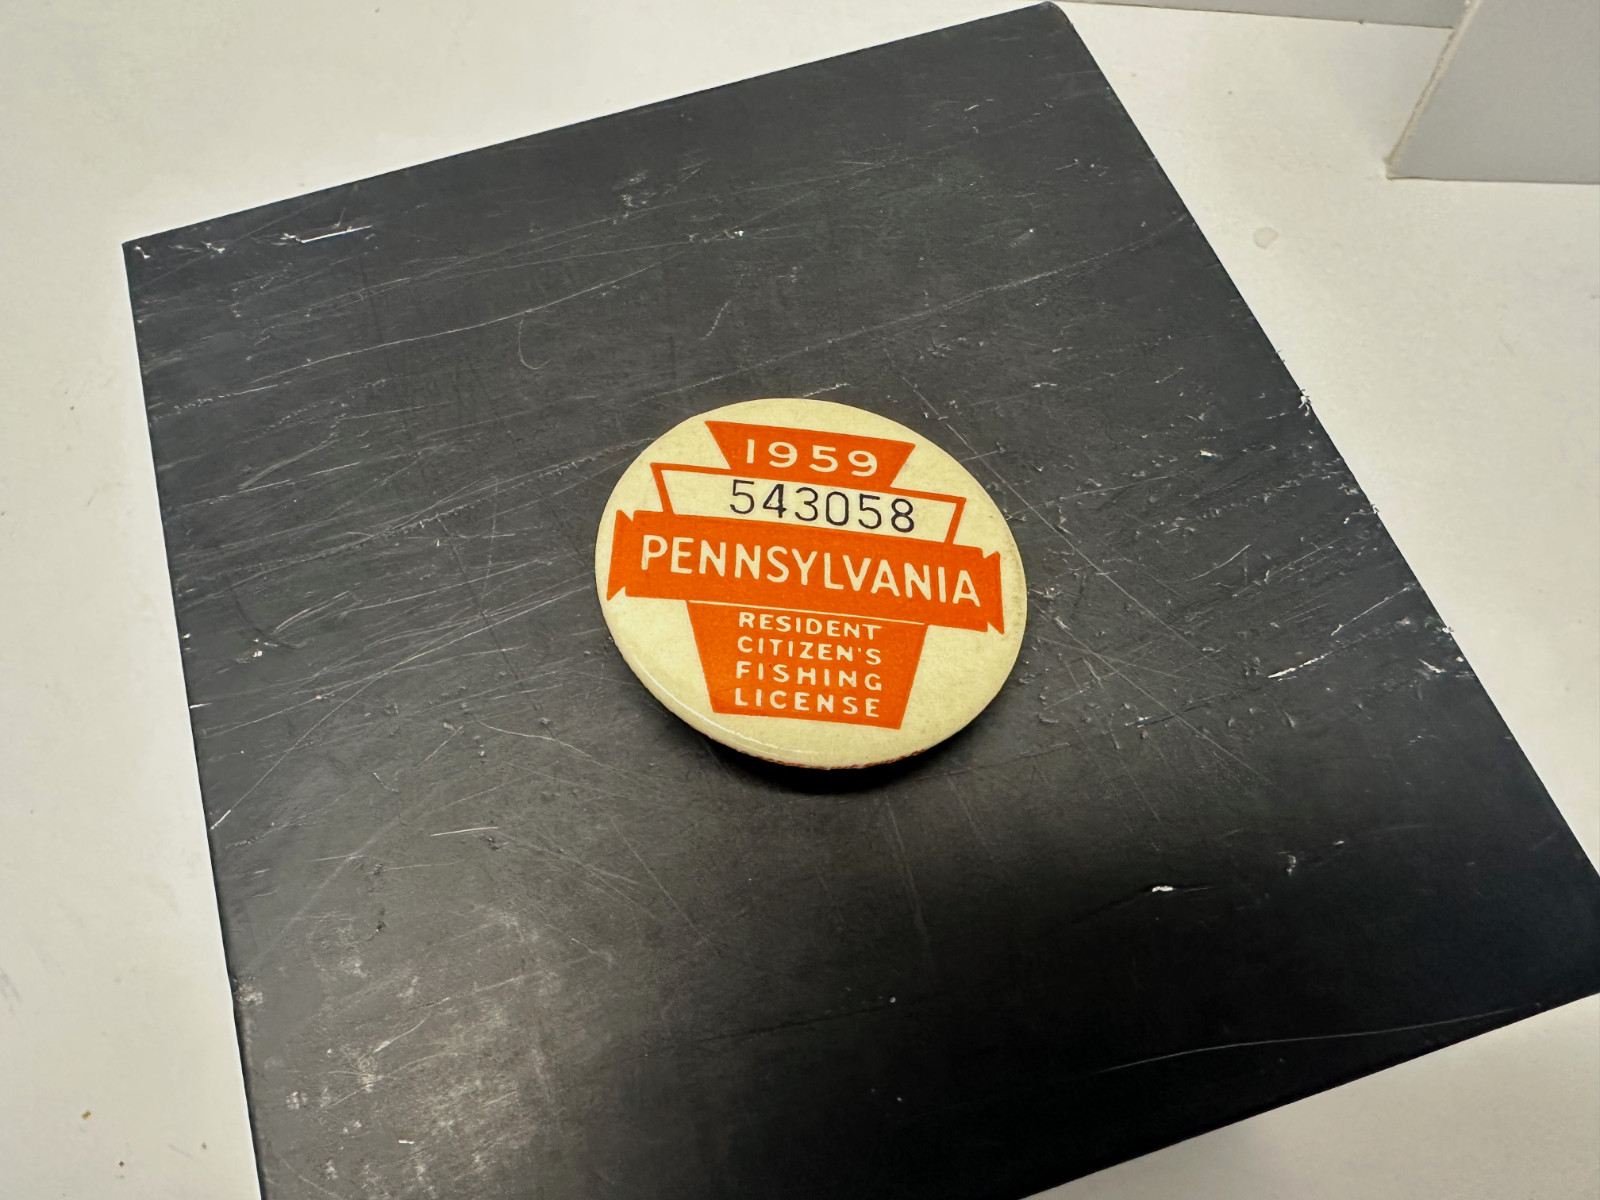 1959
543058
PENNSYLVANIA
RESIDENT
CITIZEN'S
FISHING
LICENSE